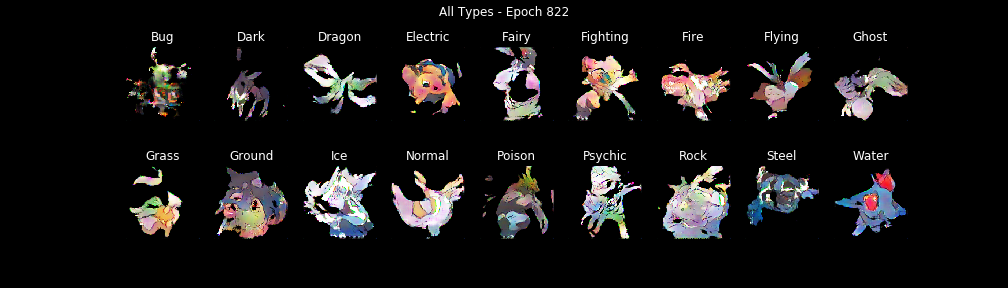 All Types - Epoch 822
Bug Dark Dragon Electric Fairy Fighting Fire Flying Ghost
Grass Ground Ice Normal Poison Psychic Rock Steel Water